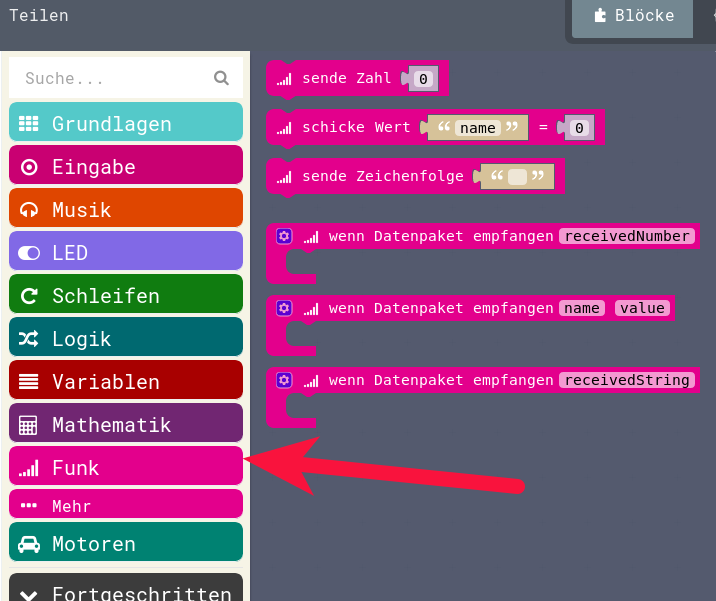 Teilen
Blöcke
Suche...
Grundlagen
Eingabe
Musik
LED
Schleifen
Logik
Variablen
Mathematik
Funk
Mehr
Motoren
Fortgeschritten
sende Zahl 0
schicke Wert “ name ” = 0
sende Zeichenfolge “ ”
wenn Datenpaket empfangen receivedNumber
wenn Datenpaket empfangen name value
wenn Datenpaket empfangen receivedString